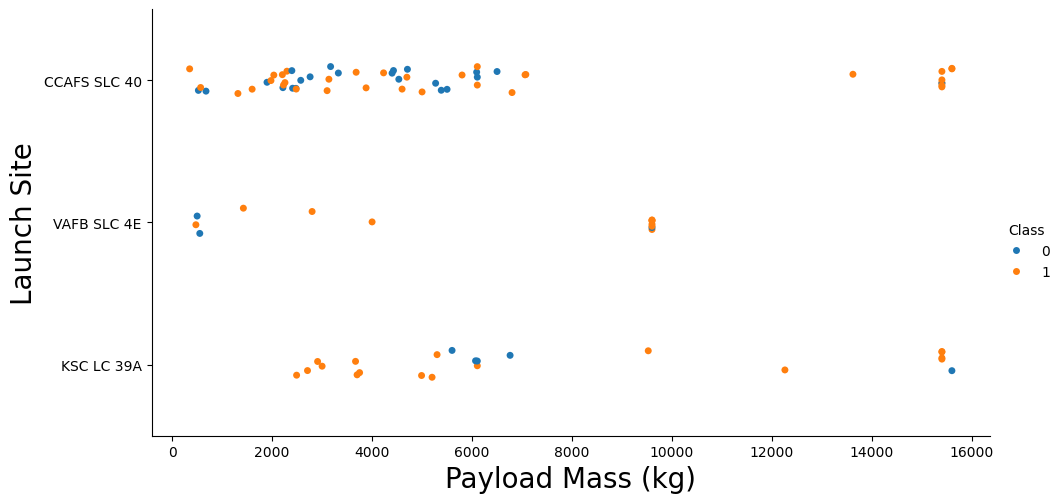 Launch Site
CCAFS SLC 40
VAFB SLC 4E
KSC LC 39A
0 2000 4000 6000 8000 10000 12000 14000 16000
Payload Mass (kg)
Class
0
1